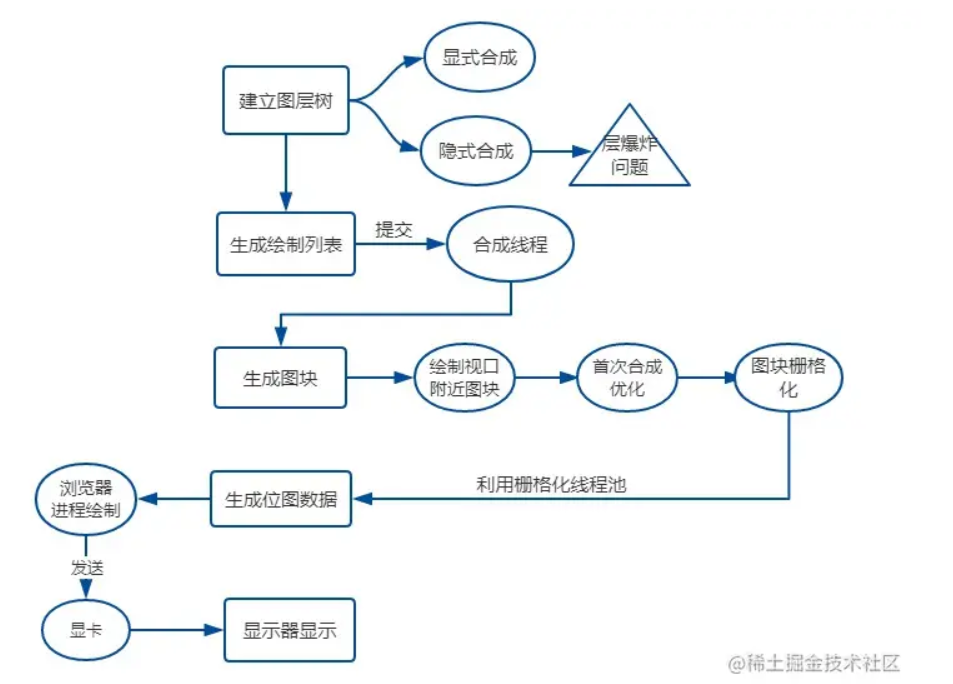 显式合成
建立图层树
隐式合成
层爆炸
问题
提交
生成绘制列表
合成线程
生成图块
绘制视口
附近图块
首次合成
优化
图块栅格
化
利用栅格化线程池
浏览器
进程绘制
生成位图数据
发送
显卡
显示器显示
@稀土掘金技术社区